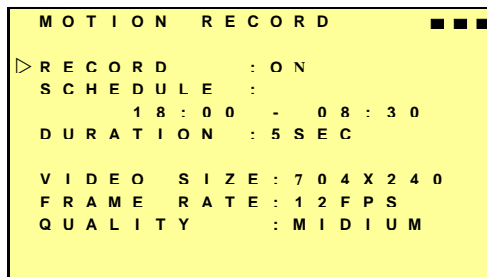 MOTION RECORD
RECORD : ON
SCHEDULE :
18:00 - 08:30
DURATION : 5SEC
VIDEO SIZE: 704X240
FRAME RATE: 12FPS
QUALITY : MIDIUM